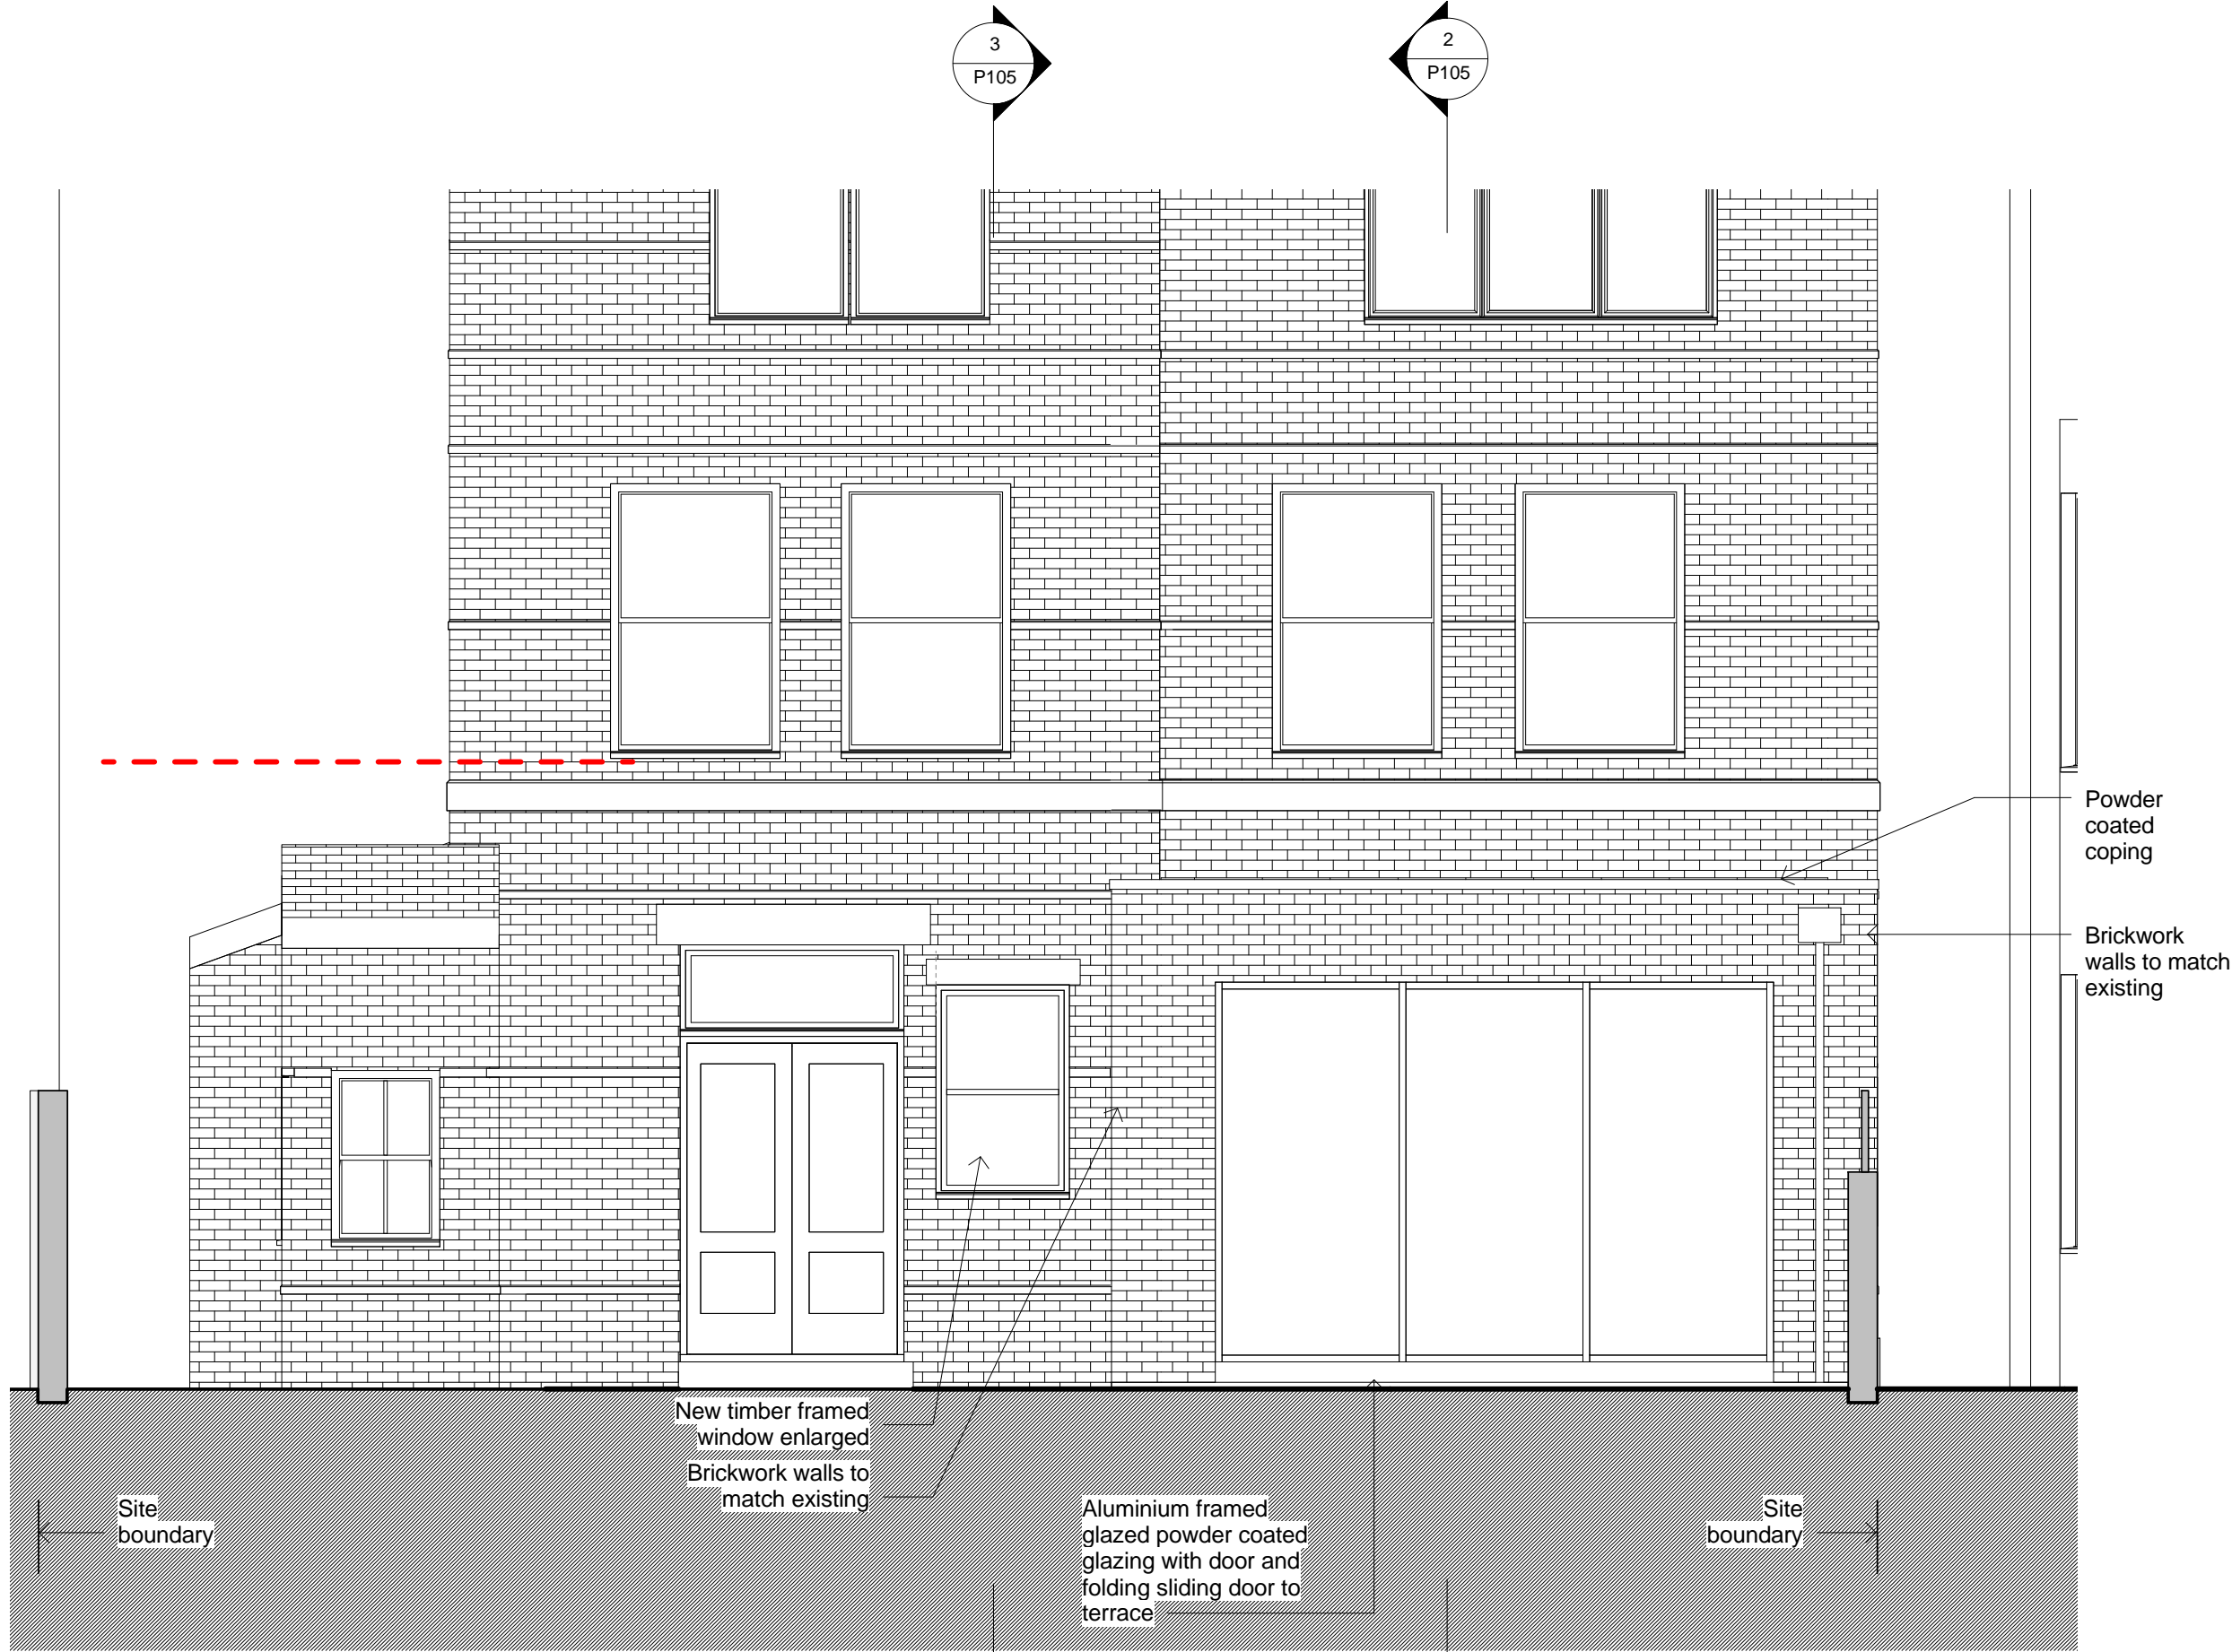 3
P105
2
P105
Powder
coated
coping
Brickwork
walls to match
existing
New timber framed
window enlarged
Brickwork walls to
match existing
Site
boundary
Aluminium framed
glazed powder coated
glazing with door and
folding sliding door to
terrace
Site
boundary